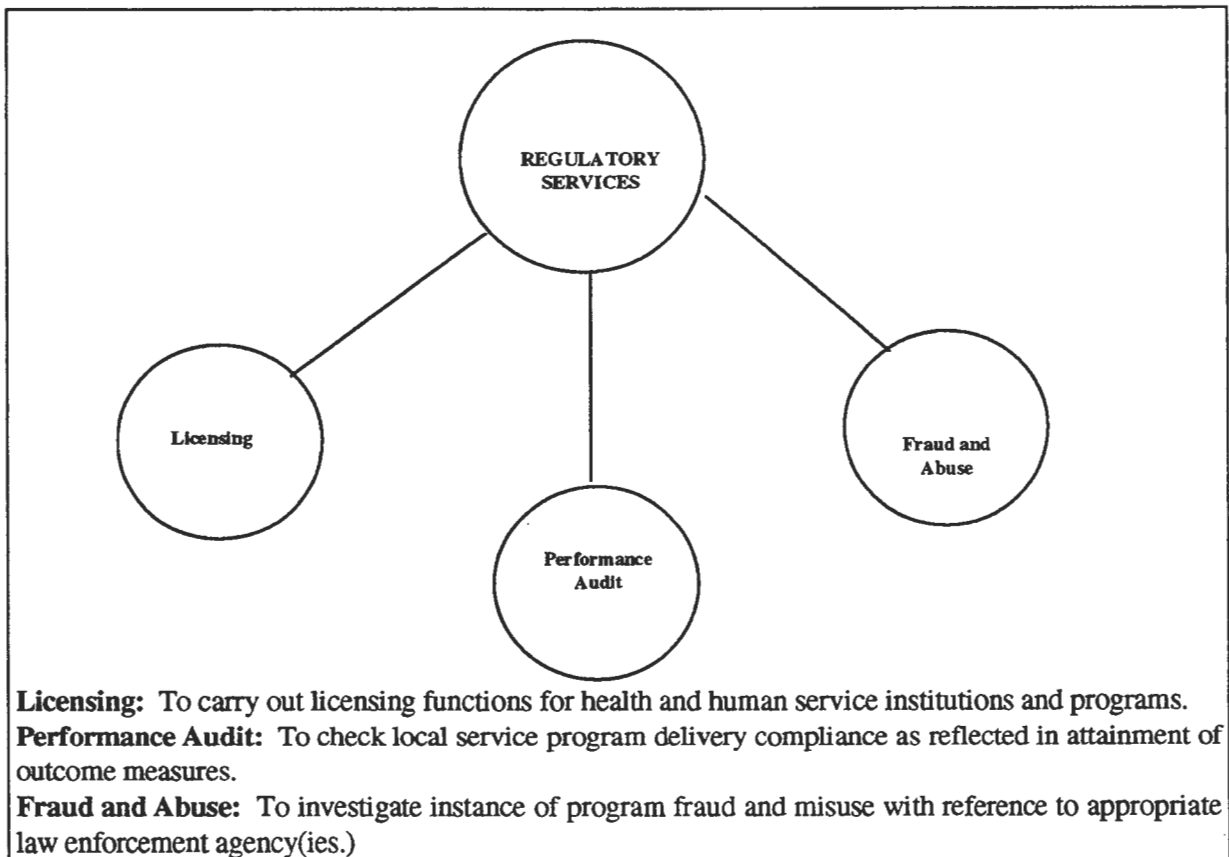 REGULATORY
SERVICES
Licensing
Fraud and
Abuse
Performance
Audit
Licensing: To carry out licensing functions for health and human service institutions and programs.
Performance Audit: To check local service program delivery compliance as reflected in attainment of
outcome measures.
Fraud and Abuse: To investigate instance of program fraud and misuse with reference to appropriate
law enforcement agency(ies.)